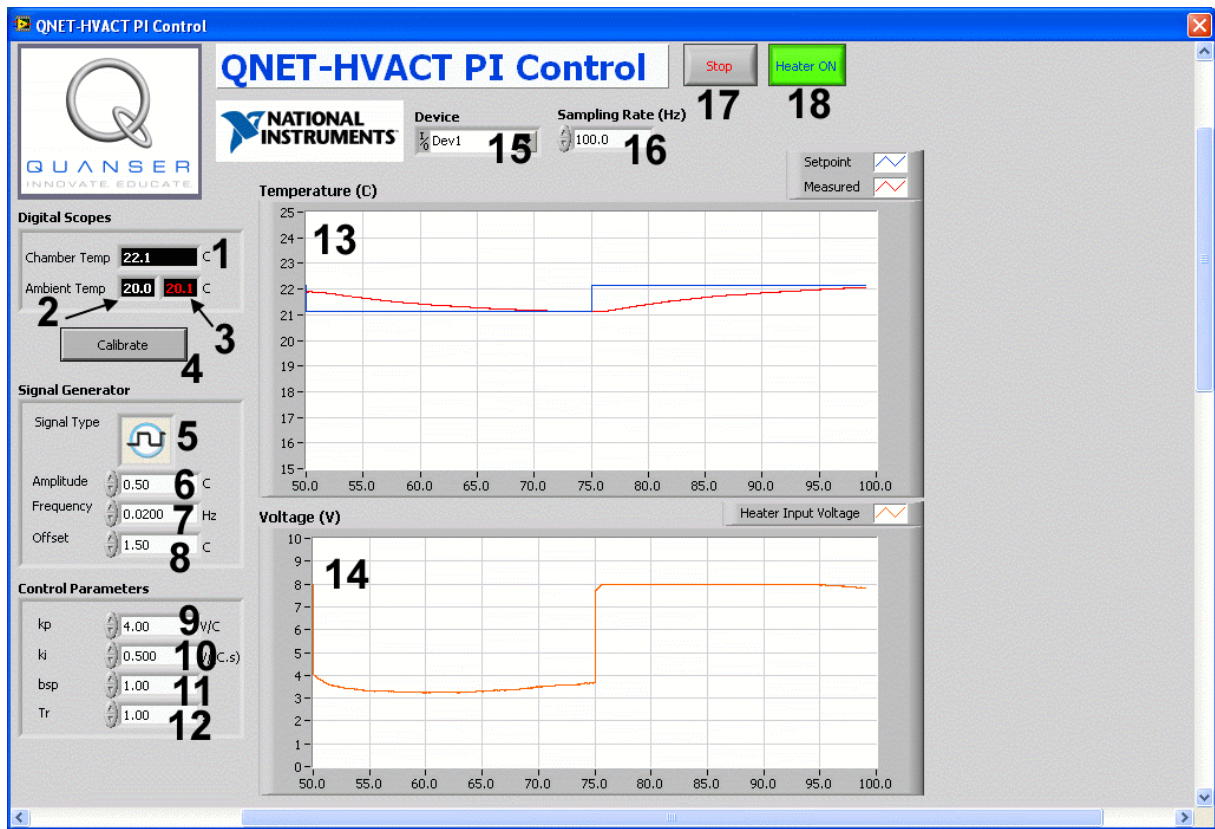 QNET-HVACT PI Control
QUANSER
INNOVATE. EDUCATE.
QNET-HVACT PI Control
Stop
17
Heater ON
18
NATIONAL
INSTRUMENTS
Device
Dev1
15
Sampling Rate (Hz)
100.0
16
Digital Scopes
Chamber Temp 22.1 C 1
Ambient Temp 20.0 20.1 C
2
3
Calibrate
4
Signal Generator
Signal Type
5
Amplitude 0.50 6 C
Frequency 0.0200 7 Hz
Offset 1.50 8 C
Control Parameters
kp 4.00 9 V/C
ki 0.500 10 C.s)
bsp 1.00 11
Tr 1.00 12
Temperature (C)
Setpoint
Measured
13
25
24
23
22
21
20
19
18
17
16
15
50.0 55.0 60.0 65.0 70.0 75.0 80.0 85.0 90.0 95.0 100.0
Voltage (V)
Heater Input Voltage
14
10
9
8
7
6
5
4
3
2
1
0
50.0 55.0 60.0 65.0 70.0 75.0 80.0 85.0 90.0 95.0 100.0